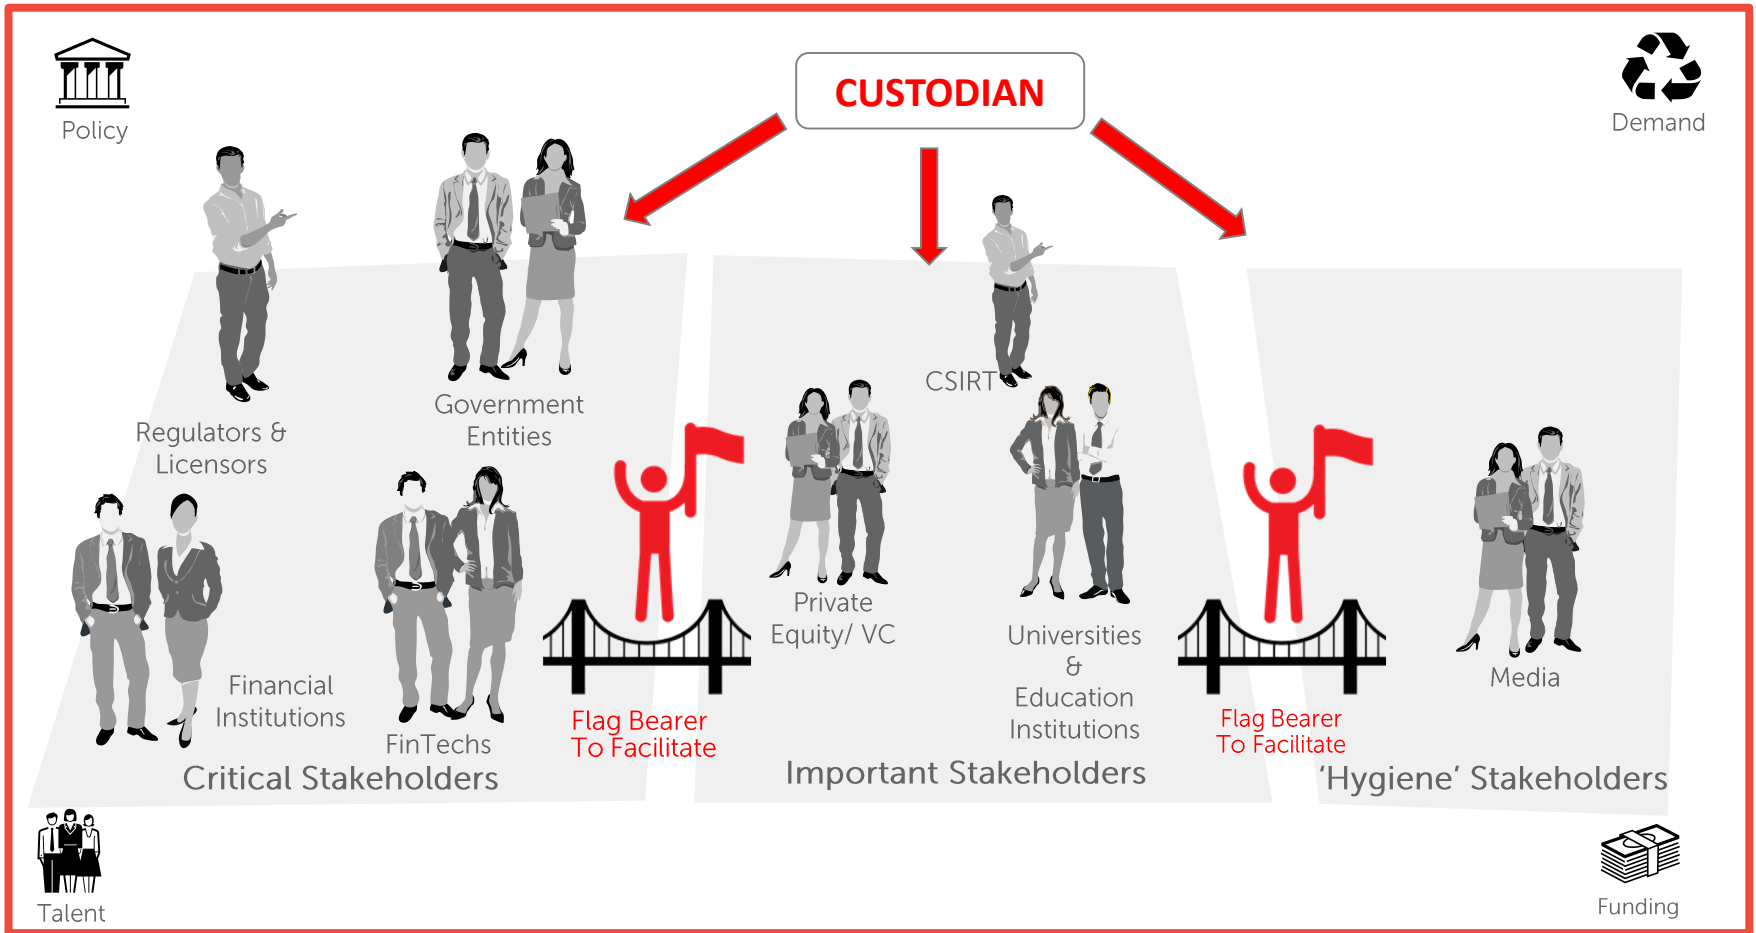 CUSTODIAN
Policy
Demand
Regulators &
Licensors
Government
Entities
Financial
Institutions
FinTechs
Critical Stakeholders
Flag Bearer
To Facilitate
CSIRT
Private
Equity/ VC
Universities
&
Education
Institutions
Important Stakeholders
Flag Bearer
To Facilitate
Media
‘Hygiene’ Stakeholders
Talent
Funding